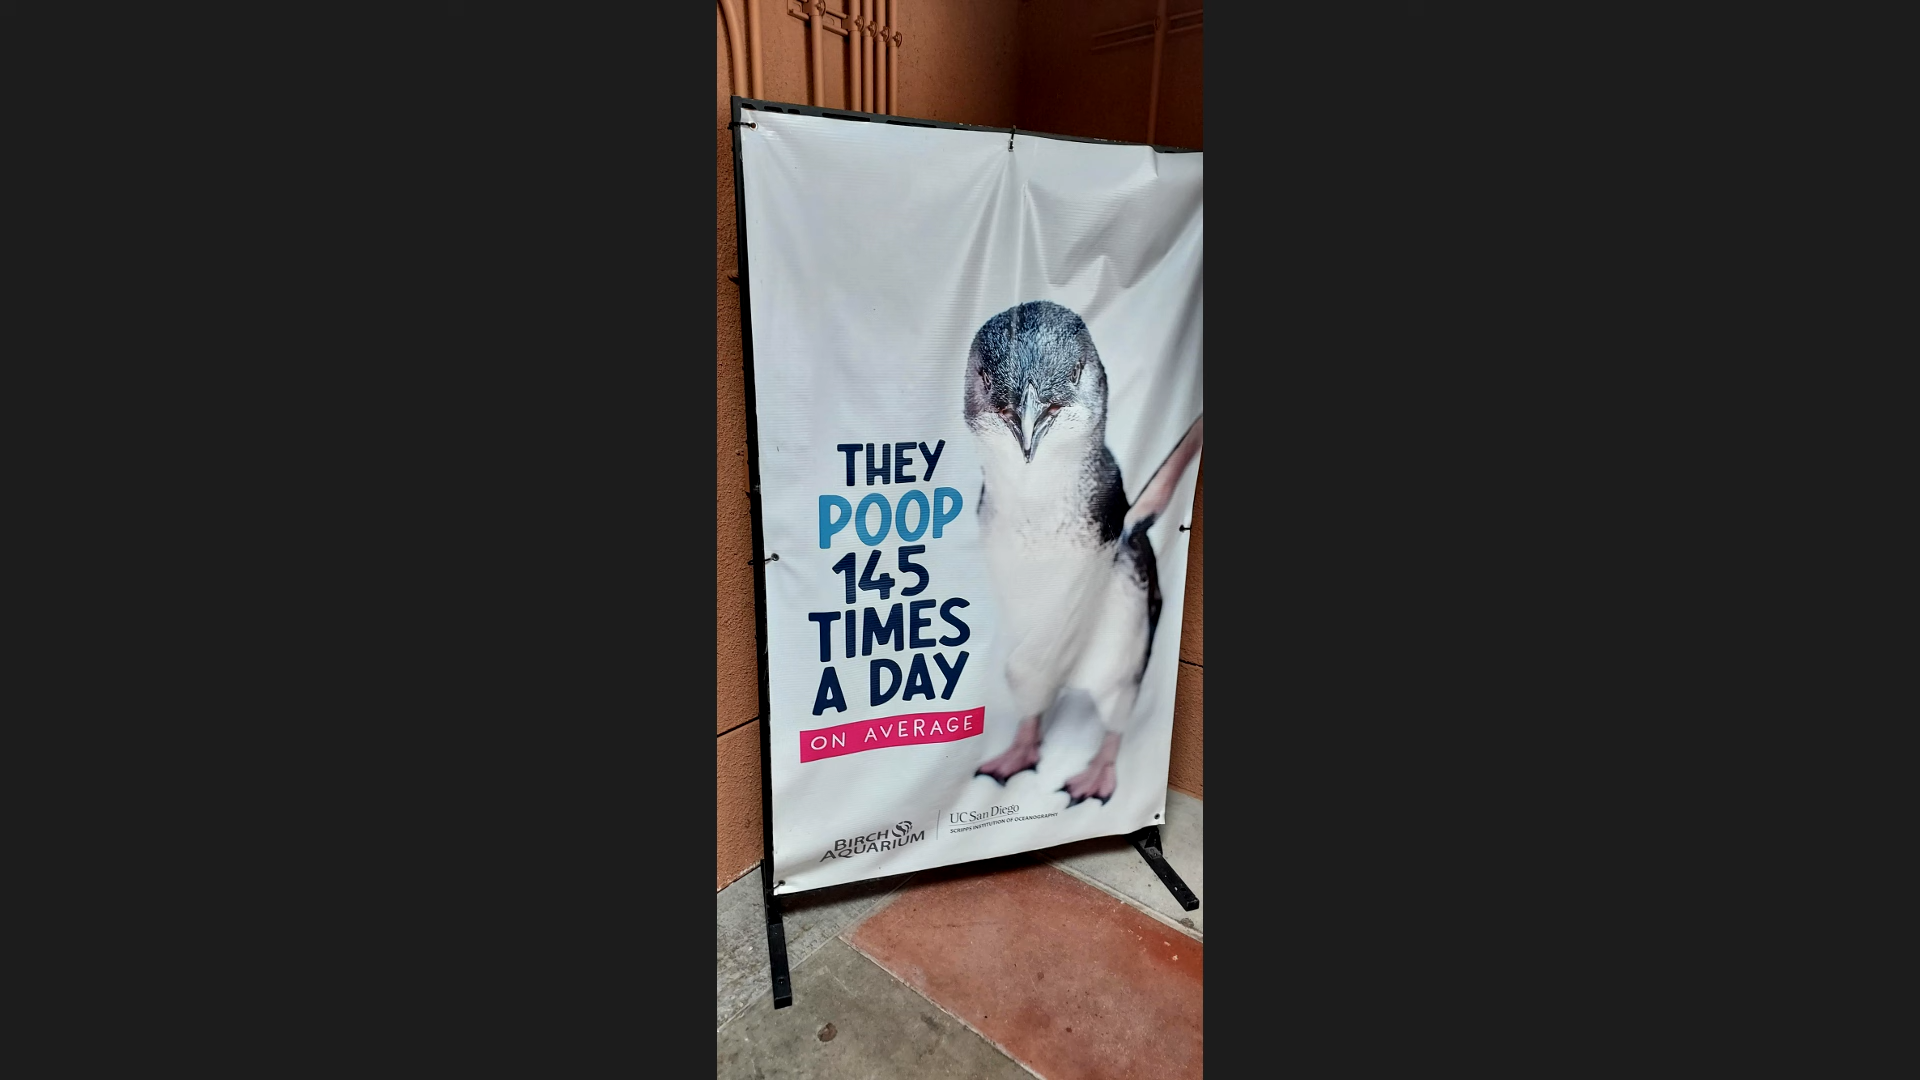 THEY
POOP
145
TIMES
A DAY
ON AVERAGE
BIRCH
AQUARIUM
UC San Diego
SCRIPPS INSTITUTION OF OCEANOGRAPHY